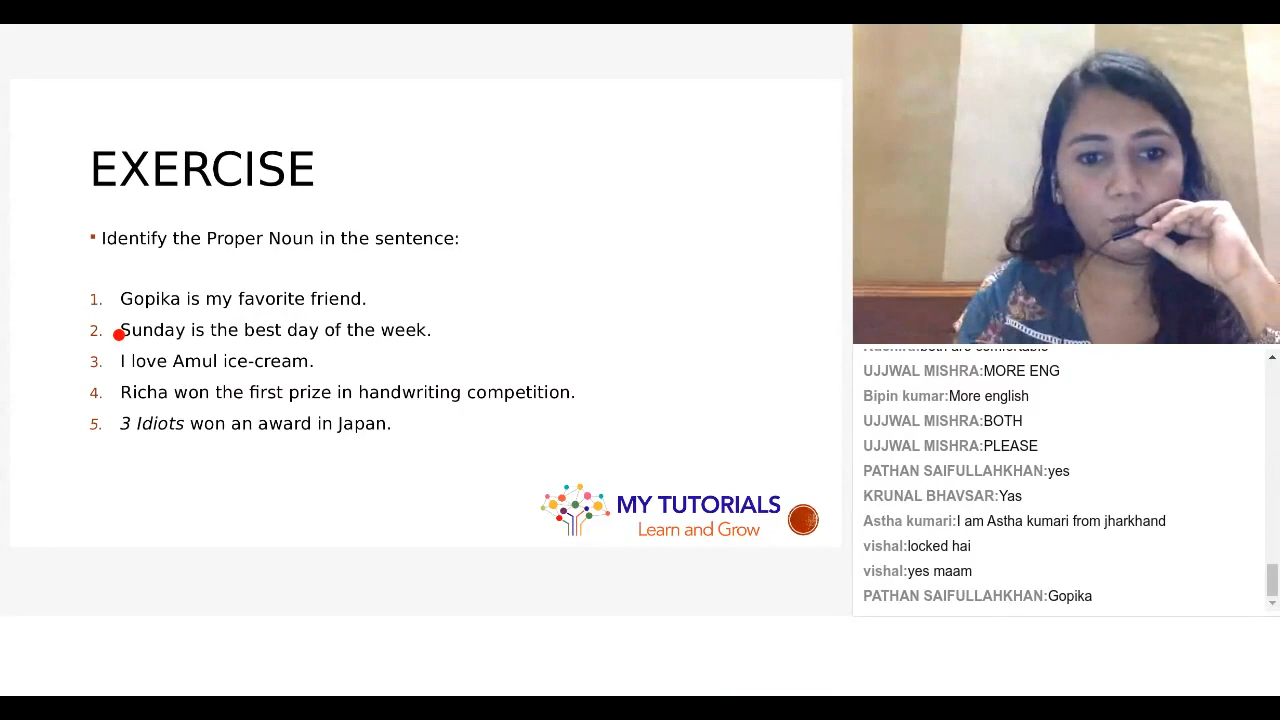 EXERCISE
Identify the Proper Noun in the sentence:
1. Gopika is my favorite friend.
2. Sunday is the best day of the week.
3. I love Amul ice-cream.
4. Richa won the first prize in handwriting competition.
5. 3 Idiots won an award in Japan.
MY TUTORIALS
Learn and Grow
UJJWAL MISHRA:MORE ENG
Bipin kumar:More english
UJJWAL MISHRA:BOTH
UJJWAL MISHRA:PLEASE
PATHAN SAIFULLAHKHAN:yes
KRUNAL BHAVSAR:Yas
Astha kumari:I am Astha kumari from jharkhand
vishal:locked hai
vishal:yes maam
PATHAN SAIFULLAHKHAN:Gopika